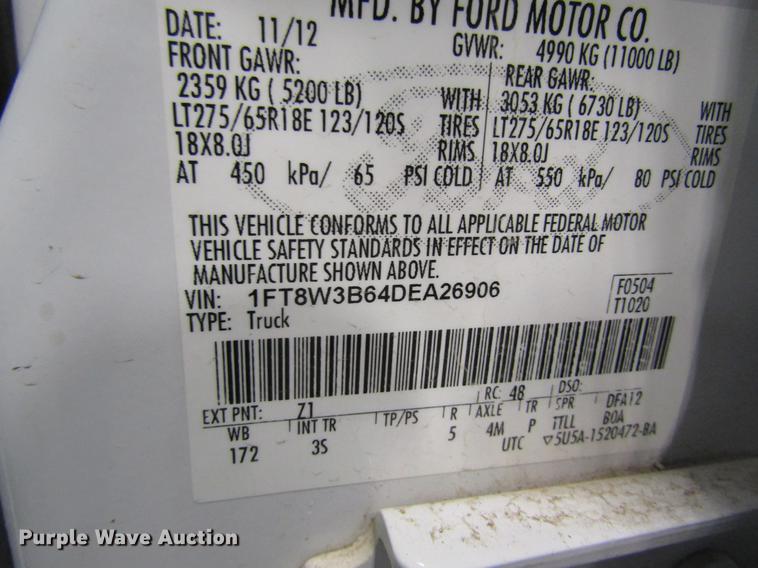 MFD. BY FORD MOTOR CO.
DATE: 11/12 GVWR: 4990 KG (11000 LB)
FRONT GAWR: REAR GAWR:
2359 KG ( 5200 LB) WITH 3053 KG ( 6730 LB) WITH
LT275/65R18E 123/120S TIRES LT275/65R18E 123/120S TIRES
18X8.0J RIMS 18X8.0J RIMS
AT 450 kPa/ 65 PSI COLD AT 550 kPa/ 80 PSI COLD
THIS VEHICLE CONFORMS TO ALL APPLICABLE FEDERAL MOTOR
VEHICLE SAFETY STANDARDS IN EFFECT ON THE DATE OF
MANUFACTURE SHOWN ABOVE.
VIN: 1FT8W3B64DEA26906 F0504
TYPE: Truck T1020
EXT PNT: Z1 RC: 48 DSO:
WB INT TR TP/PS R AXLE TR SPR DFA12
172 3S 5 4M P TTLL BOA
UTC ▽5U5A-1520472-BA
Purple Wave Auction